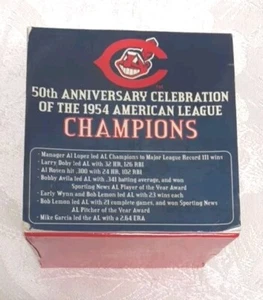 50th ANNIVERSARY CELEBRATION
OF THE 1954 AMERICAN LEAGUE
CHAMPIONS
- Manager Al Lopez led AL Champions to Major League Record 111 wins
- Larry Doby led AL with 32 HR, 126 RBI
- Al Rosen hit .300 with 24 HR, 102 RBI
- Bobby Avila led AL with .341 batting average, and won
Sporting News AL Player of the Year Award
- Early Wynn and Bob Lemon led AL with 23 wins each
- Bob Lemon led AL with 21 complete games, and won Sporting News
AL Pitcher of the Year Award
- Mike Garcia led the AL with a 2.64 ERA